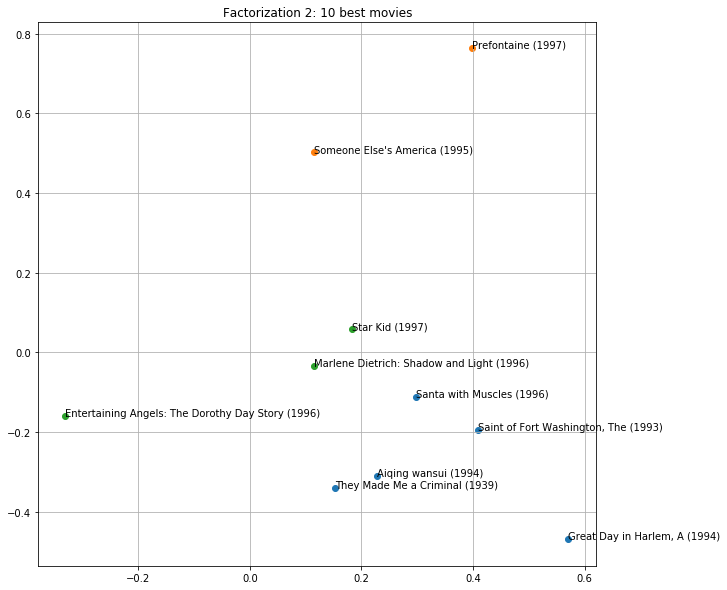 Factorization 2: 10 best movies
0.8
Prefontaine (1997)
0.6
Someone Else's America (1995)
0.4
0.2
Star Kid (1997)
0.0
Marlene Dietrich: Shadow and Light (1996)
Santa with Muscles (1996)
Entertaining Angels: The Dorothy Day Story (1996)
Saint of Fort Washington, The (1993)
−0.2
Aiqing wansui (1994)
They Made Me a Criminal (1939)
−0.4
Great Day in Harlem, A (1994)
−0.2 0.0 0.2 0.4 0.6